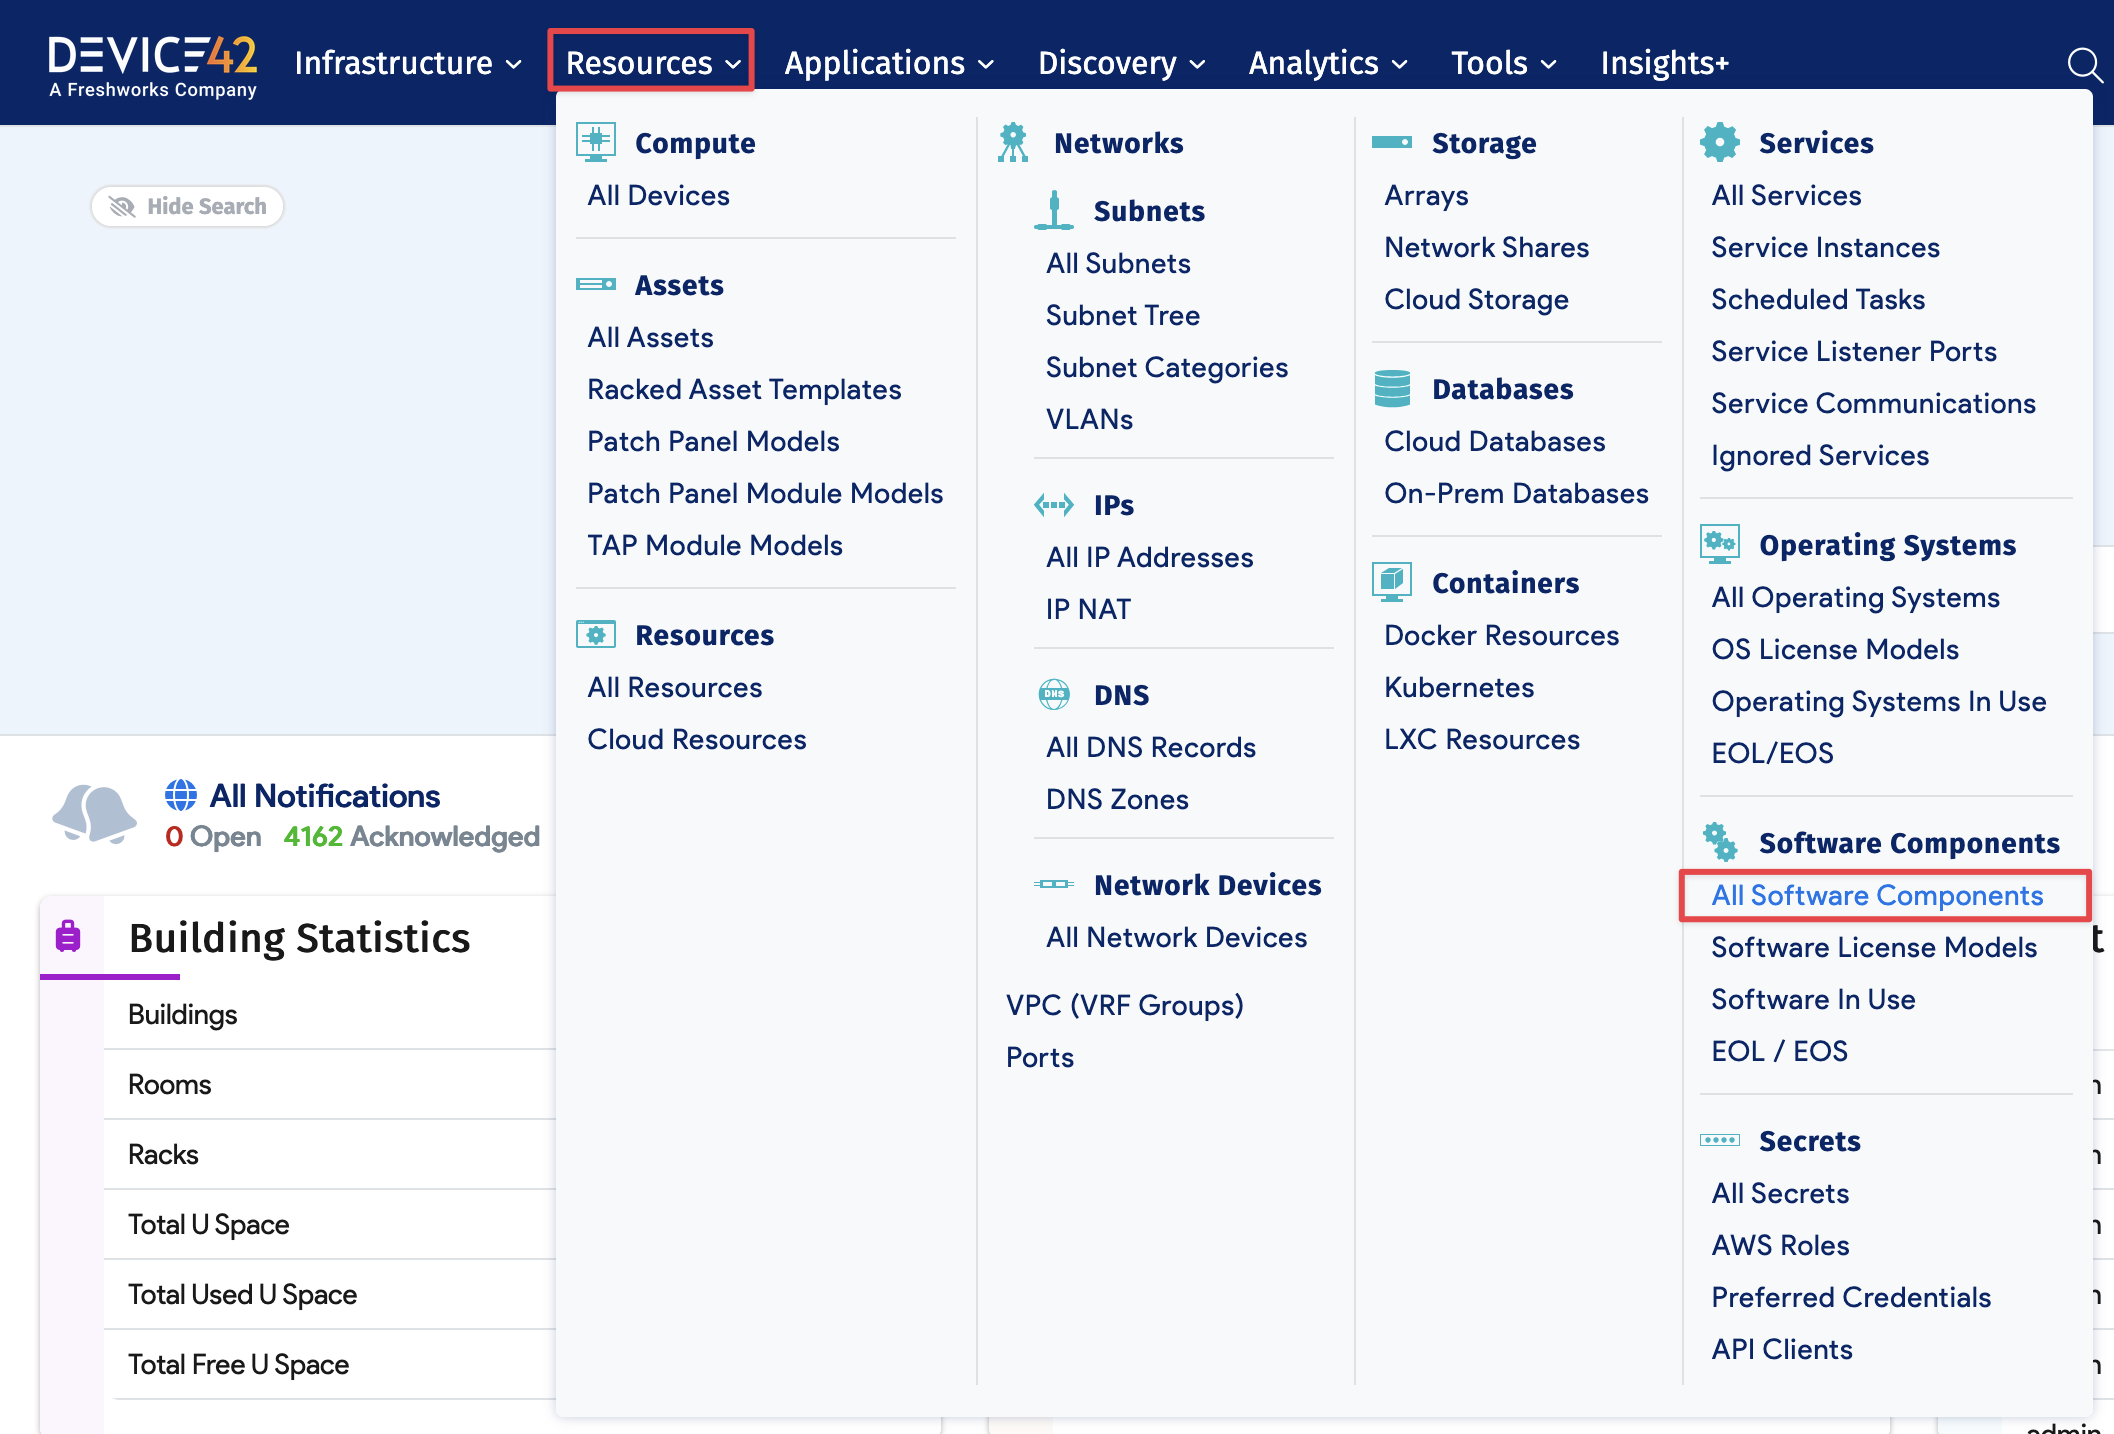 DEVICE42
A Freshworks Company
Infrastructure
Resources
Applications
Discovery
Analytics
Tools
Insights+
Hide Search
Compute
All Devices
Assets
All Assets
Racked Asset Templates
Patch Panel Models
Patch Panel Module Models
TAP Module Models
Resources
All Resources
Cloud Resources
Networks
Subnets
All Subnets
Subnet Tree
Subnet Categories
VLANs
IPs
All IP Addresses
IP NAT
DNS
DNS
All DNS Records
DNS Zones
Network Devices
All Network Devices
VPC (VRF Groups)
Ports
Storage
Arrays
Network Shares
Cloud Storage
Databases
Cloud Databases
On-Prem Databases
Containers
Docker Resources
Kubernetes
LXC Resources
Services
All Services
Service Instances
Scheduled Tasks
Service Listener Ports
Service Communications
Ignored Services
Operating Systems
All Operating Systems
OS License Models
Operating Systems In Use
EOL/EOS
Software Components
All Software Components
Software License Models
Software In Use
EOL / EOS
Secrets
All Secrets
AWS Roles
Preferred Credentials
API Clients
All Notifications
0 Open 4162 Acknowledged
Building Statistics
Buildings
Rooms
Racks
Total U Space
Total Used U Space
Total Free U Space